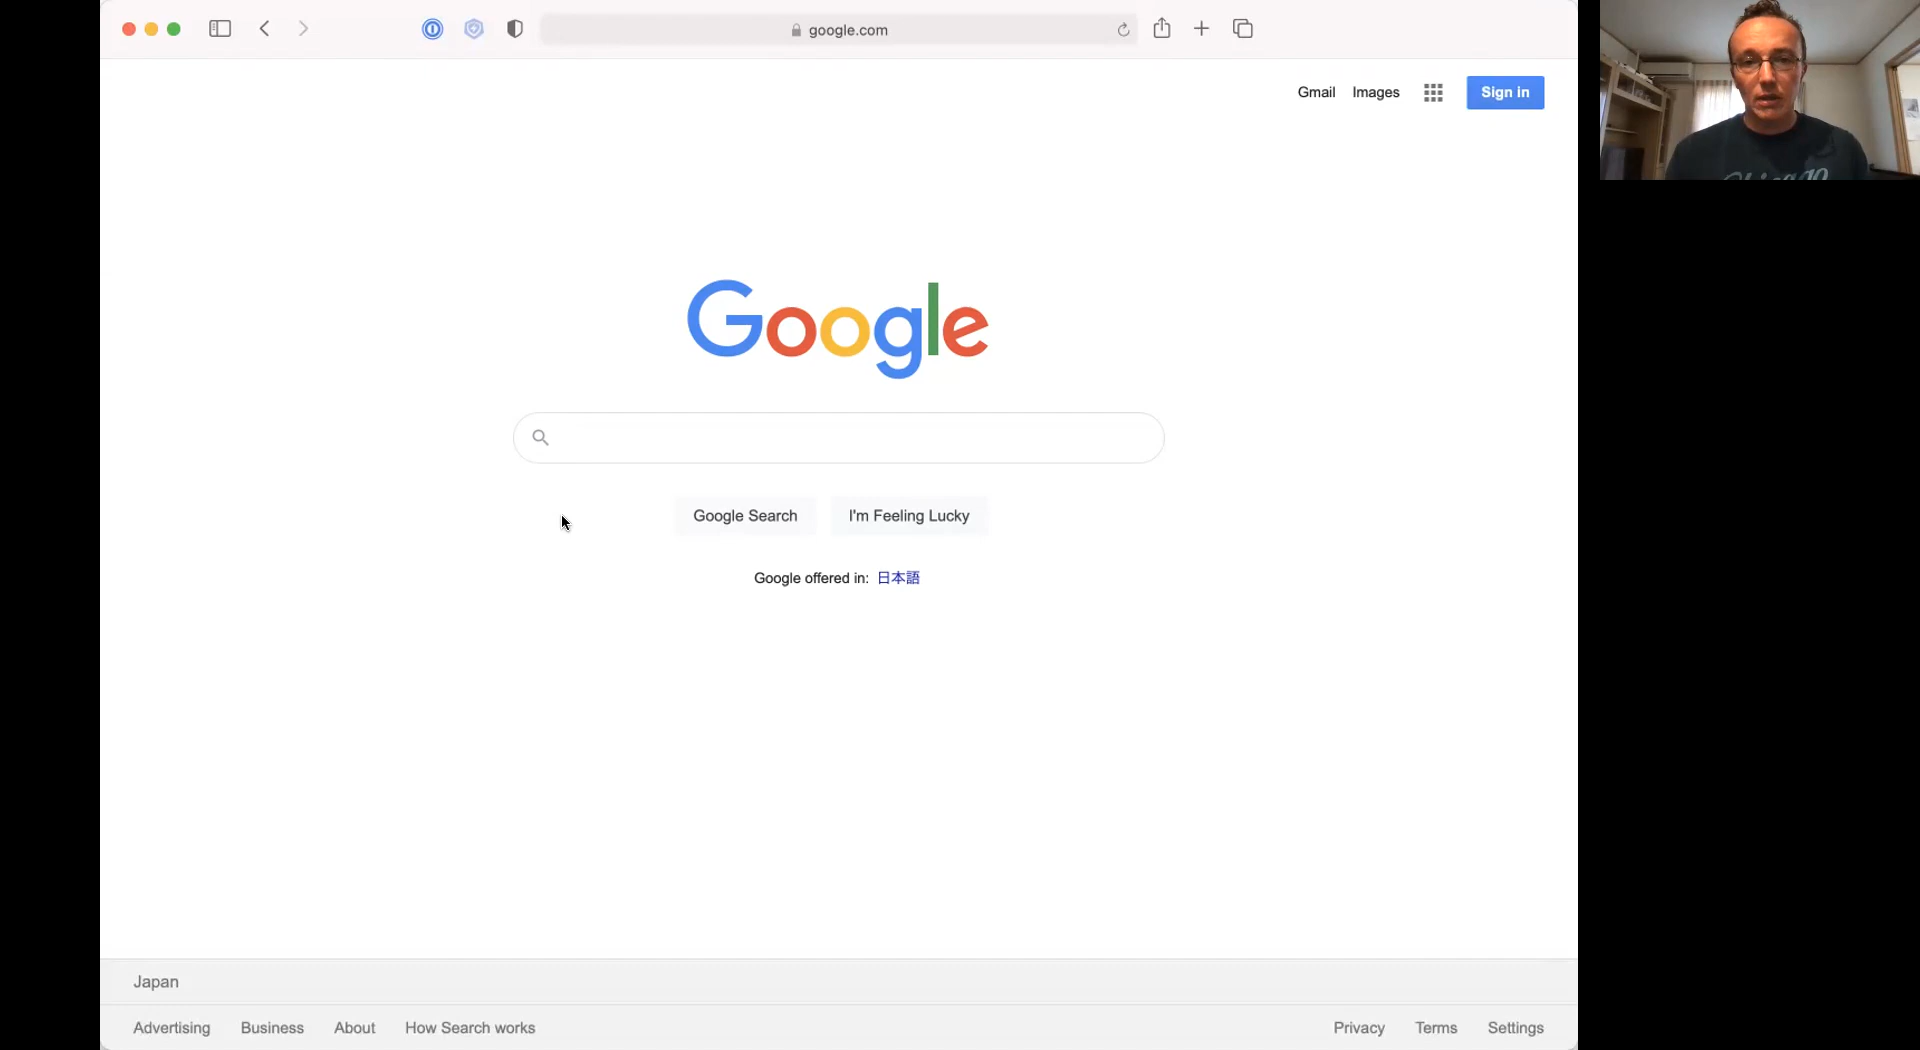 google.com
Gmail Images Sign in
Google
Google Search I'm Feeling Lucky
Google offered in: 日本語
Japan
Advertising Business About How Search works Privacy Terms Settings
Chicago